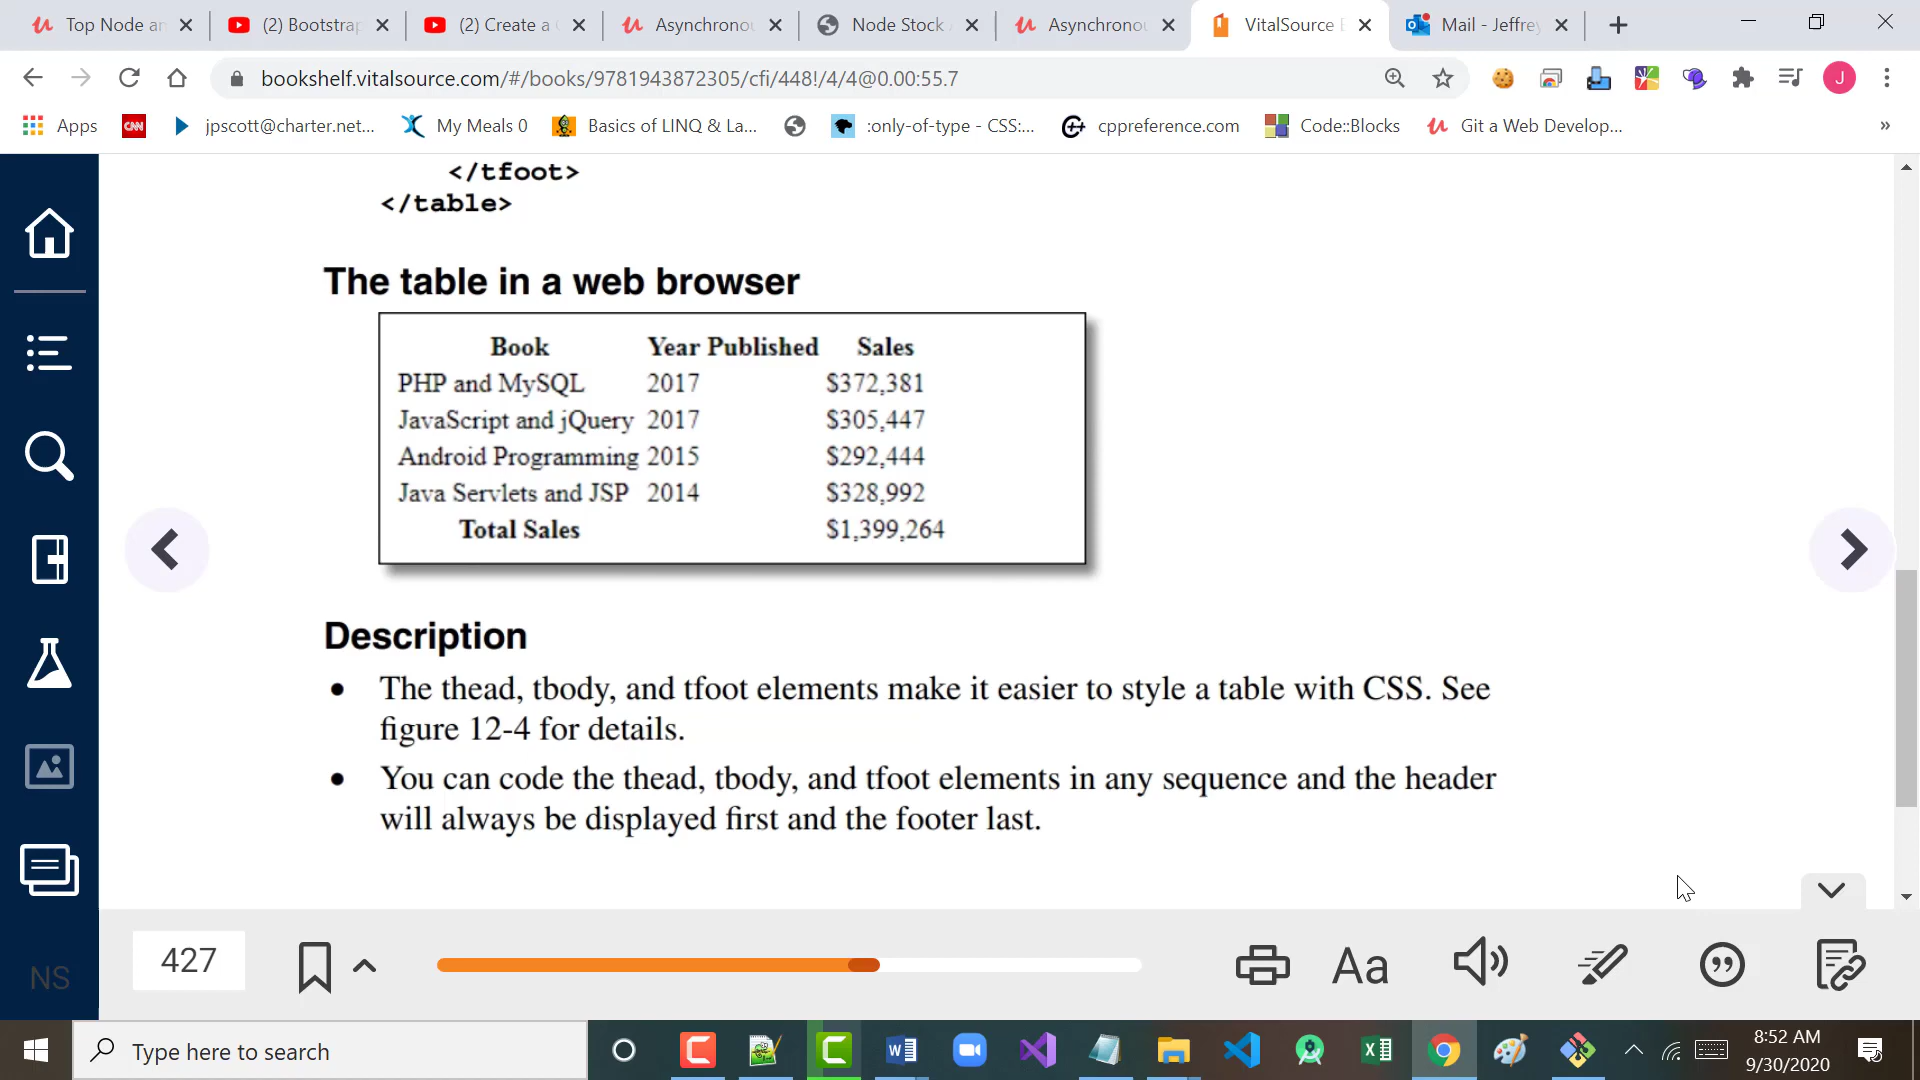 Top Node an
(2) Bootstrap
(2) Create a C
Asynchronou
Node Stock A
Asynchronou
VitalSource B
Mail - Jeffrey
bookshelf.vitalsource.com/#/books/9781943872305/cfi/448!/4/4@0.00:55.7
J
Apps
CNN
jpscott@charter.net...
My Meals 0
Basics of LINQ & La...
:only-of-type - CSS:...
cppreference.com
Code::Blocks
Git a Web Develop...
»
</tfoot>
</table>
The table in a web browser
Book Year Published Sales
PHP and MySQL 2017 $372,381
JavaScript and jQuery 2017 $305,447
Android Programming 2015 $292,444
Java Servlets and JSP 2014 $328,992
Total Sales $1,399,264
Description
• The thead, tbody, and tfoot elements make it easier to style a table with CSS. See
figure 12-4 for details.
• You can code the thead, tbody, and tfoot elements in any sequence and the header
will always be displayed first and the footer last.
NS
427
Aa
Type here to search
8:52 AM
9/30/2020